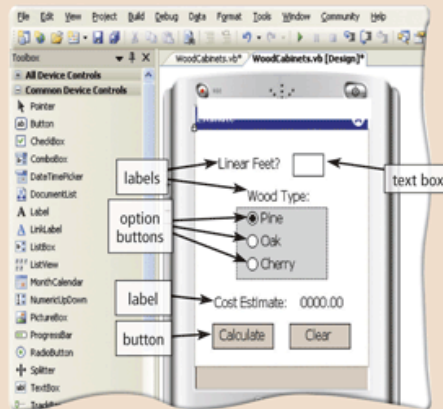 File Edit View Project Build Debug Data Format Tools Window Community Help
Toolbox
WoodCabinets.vb* WoodCabinets.vb [Design]*
All Device Controls
Common Device Controls
Pointer
Button
CheckBox
ComboBox
DateTimePicker
DocumentList
Label
LinkLabel
ListBox
ListView
MonthCalendar
NumericUpDown
PictureBox
ProgressBar
RadioButton
Splitter
TextBox
labels
Linear Feet?
text box
Wood Type:
option buttons
Pine
Oak
Cherry
label
Cost Estimate: 0000.00
button
Calculate Clear